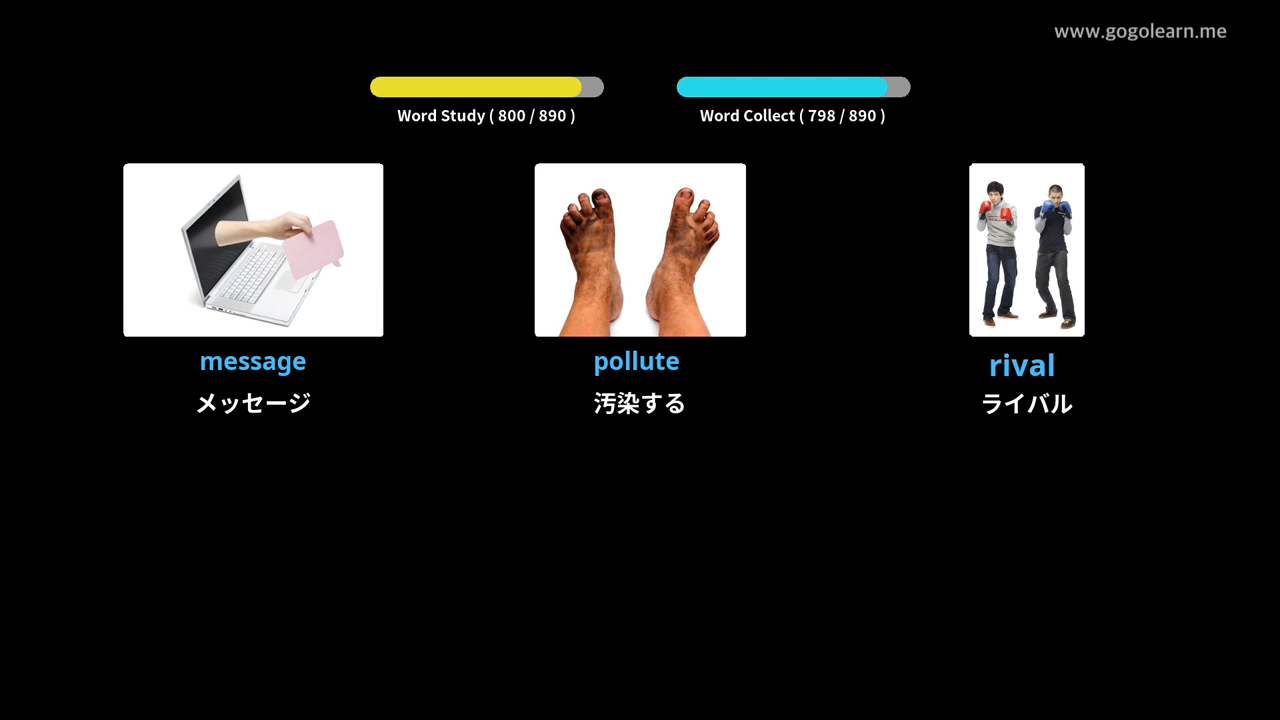 www.gogolearn.me
Word Study ( 800 / 890 )
Word Collect ( 798 / 890 )
message
メッセージ
pollute
汚染する
rival
ライバル